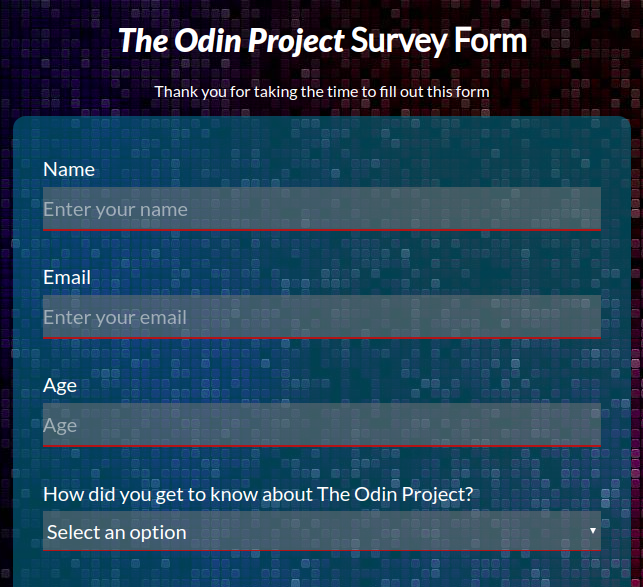 The Odin Project Survey Form
Thank you for taking the time to fill out this form
Name
Enter your name
Email
Enter your email
Age
Age
How did you get to know about The Odin Project?
Select an option